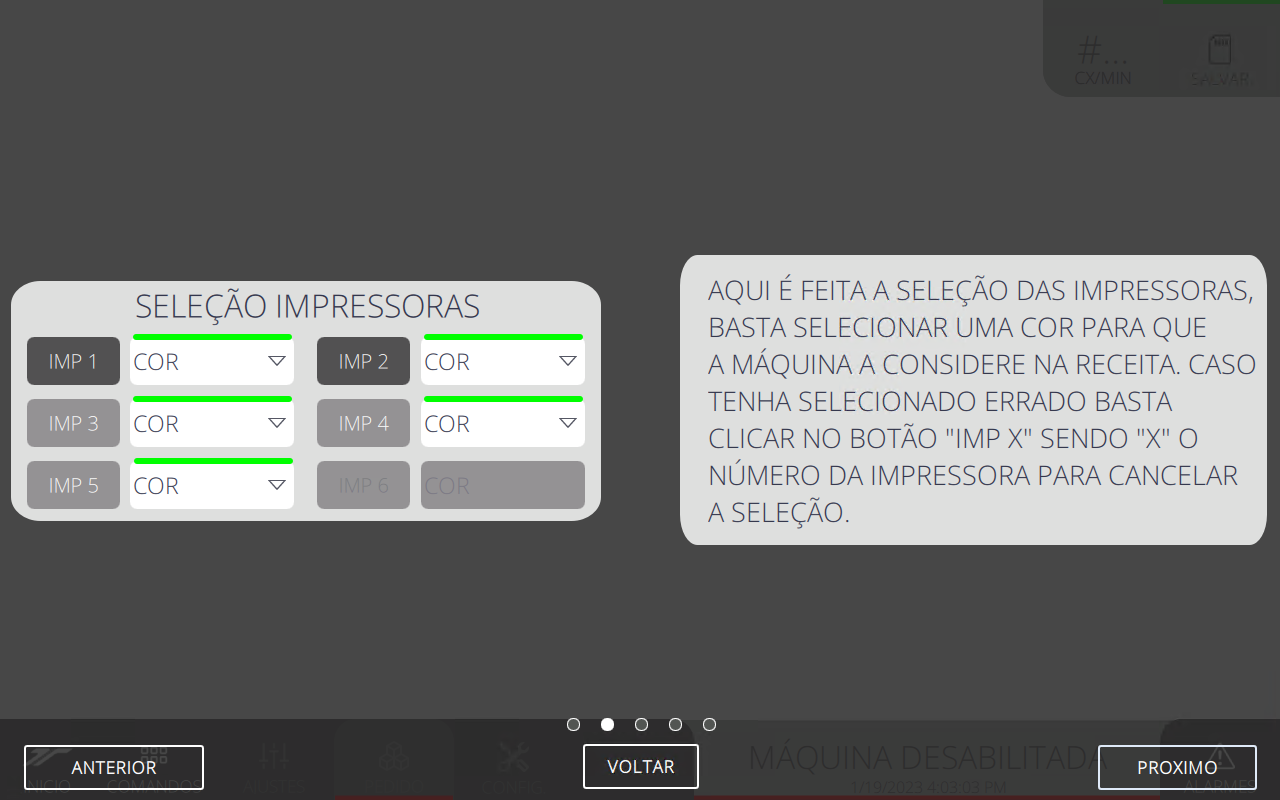 #...
CX/MIN
SALVAR
SELEÇÃO IMPRESSORAS
IMP 1 COR IMP 2 COR
IMP 3 COR IMP 4 COR
IMP 5 COR IMP 6 COR
AQUI É FEITA A SELEÇÃO DAS IMPRESSORAS,
BASTA SELECIONAR UMA COR PARA QUE
A MÁQUINA A CONSIDERE NA RECEITA. CASO
TENHA SELECIONADO ERRADO BASTA
CLICAR NO BOTÃO "IMP X" SENDO "X" O
NÚMERO DA IMPRESSORA PARA CANCELAR
A SELEÇÃO.
ANTERIOR
VOLTAR
PROXIMO
MÁQUINA DESABILITADA
1/19/2023 4:03:03 PM
INICIO COMANDOS AJUSTES CONFIG ALARMES